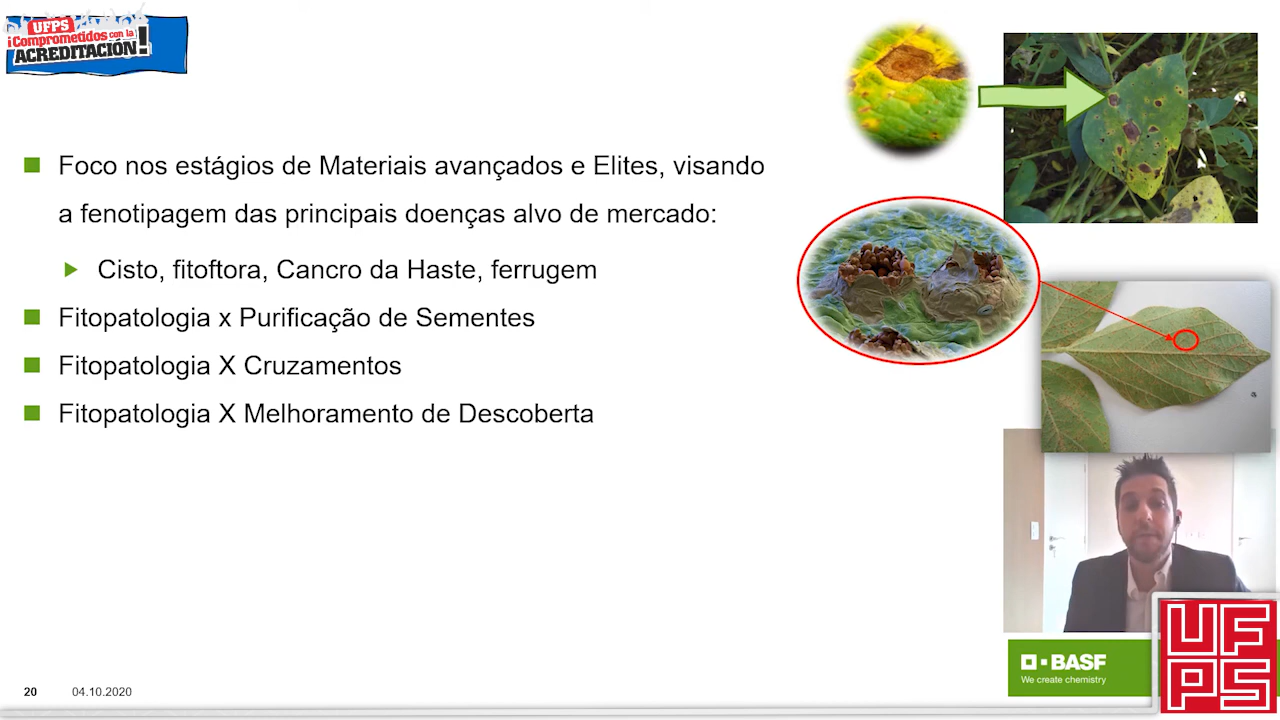 UFPS
¡Comprometidos con la
ACREDITACIÓN!
Foco nos estágios de Materiais avançados e Elites, visando
a fenotipagem das principais doenças alvo de mercado:
Cisto, fitoftora, Cancro da Haste, ferrugem
Fitopatologia x Purificação de Sementes
Fitopatologia X Cruzamentos
Fitopatologia X Melhoramento de Descoberta
BASF
We create chemistry
UF
PS
20 04.10.2020